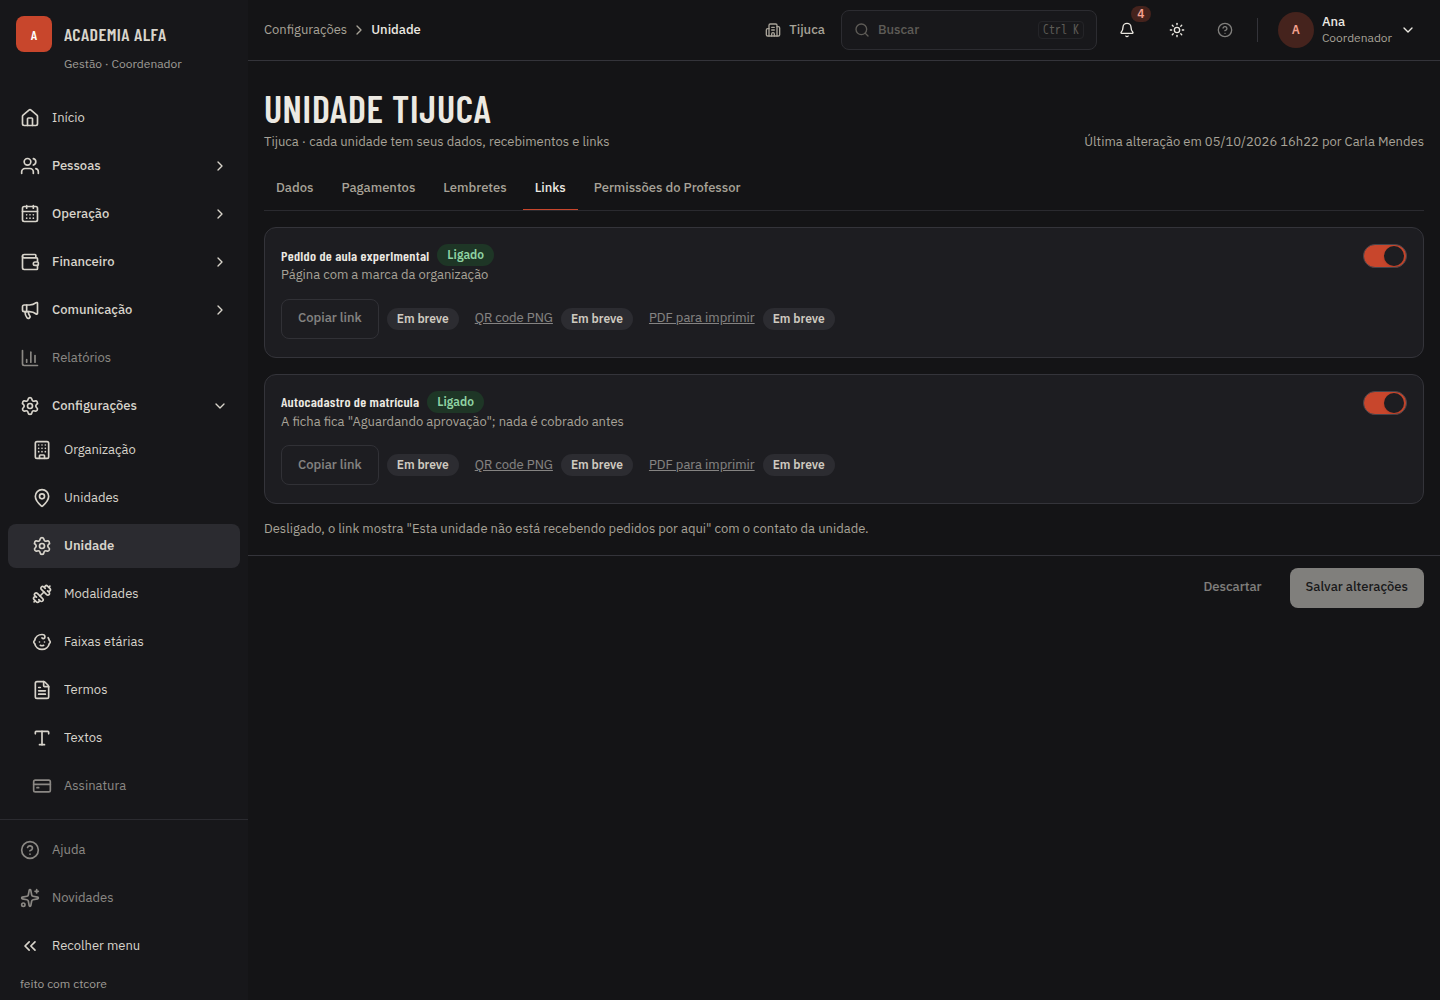 A
ACADEMIA ALFA
Gestão · Coordenador
Início
Pessoas
Operação
Financeiro
Comunicação
Relatórios
Configurações
Organização
Unidades
Unidade
Modalidades
Faixas etárias
Termos
Textos
Assinatura
Ajuda
Novidades
Recolher menu
feito com ctcore
Configurações > Unidade
Tijuca
Buscar
Ctrl K
4
A
Ana
Coordenador
UNIDADE TIJUCA
Tijuca · cada unidade tem seus dados, recebimentos e links
Última alteração em 05/10/2026 16h22 por Carla Mendes
Dados Pagamentos Lembretes Links Permissões do Professor
Pedido de aula experimental Ligado
Página com a marca da organização
Copiar link Em breve QR code PNG Em breve PDF para imprimir Em breve
Autocadastro de matrícula Ligado
A ficha fica "Aguardando aprovação"; nada é cobrado antes
Copiar link Em breve QR code PNG Em breve PDF para imprimir Em breve
Desligado, o link mostra "Esta unidade não está recebendo pedidos por aqui" com o contato da unidade.
Descartar Salvar alterações